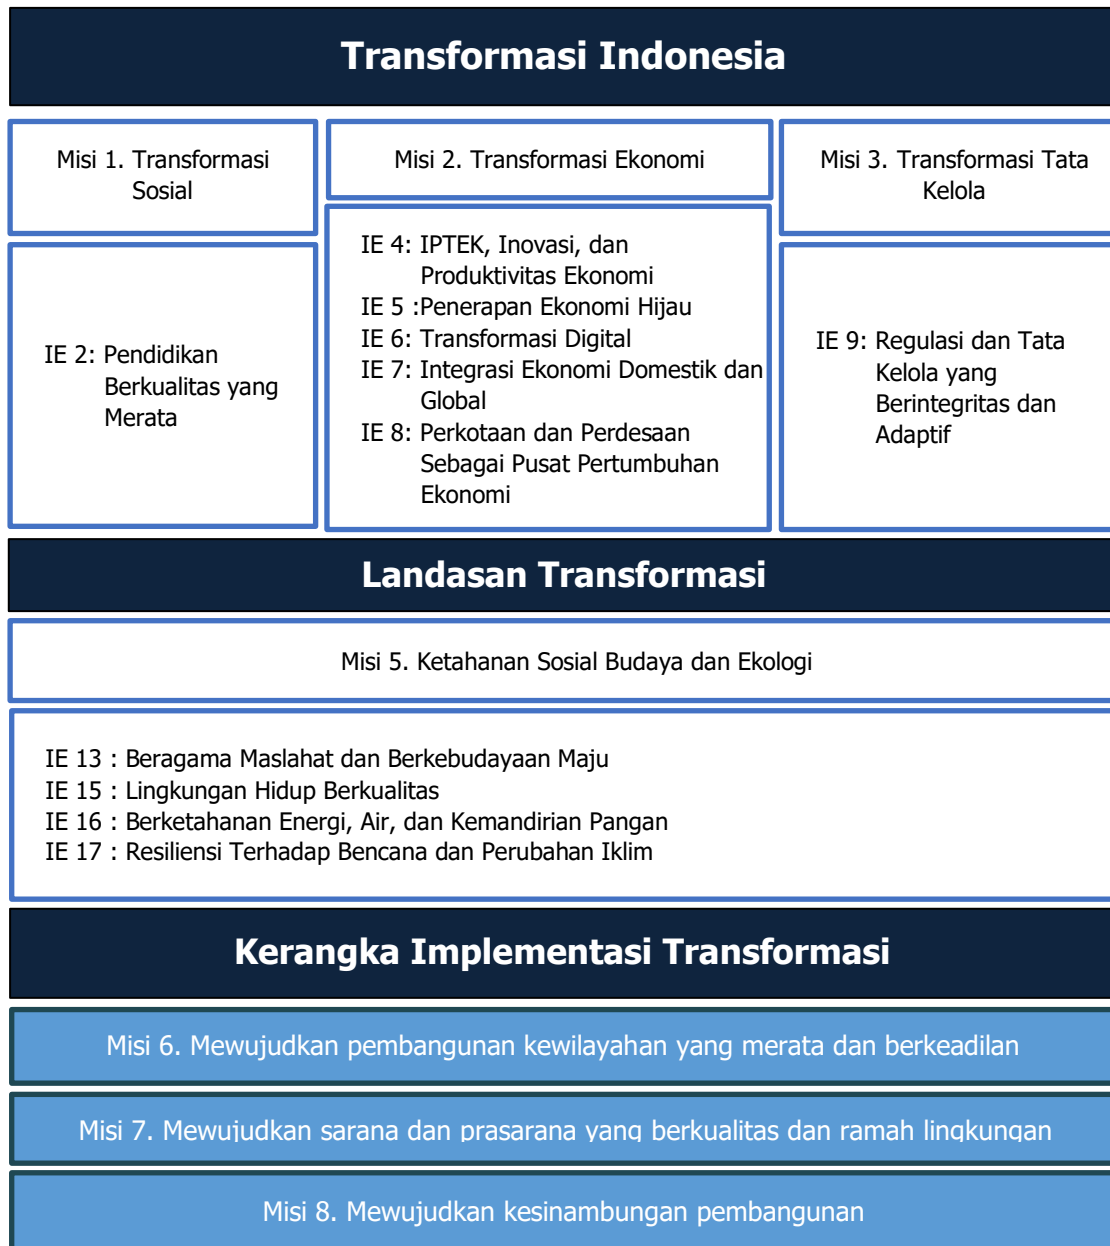 Transformasi Indonesia
Misi 1. Transformasi
Sosial
Misi 2. Transformasi Ekonomi
Misi 3. Transformasi Tata
Kelola
IE 2: Pendidikan
Berkualitas yang
Merata
IE 4: IPTEK, Inovasi, dan
Produktivitas Ekonomi
IE 5 :Penerapan Ekonomi Hijau
IE 6: Transformasi Digital
IE 7: Integrasi Ekonomi Domestik dan
Global
IE 8: Perkotaan dan Perdesaan
Sebagai Pusat Pertumbuhan
Ekonomi
IE 9: Regulasi dan Tata
Kelola yang
Berintegritas dan
Adaptif
Landasan Transformasi
Misi 5. Ketahanan Sosial Budaya dan Ekologi
IE 13 : Beragama Maslahat dan Berkebudayaan Maju
IE 15 : Lingkungan Hidup Berkualitas
IE 16 : Berketahanan Energi, Air, dan Kemandirian Pangan
IE 17 : Resiliensi Terhadap Bencana dan Perubahan Iklim
Kerangka Implementasi Transformasi
Misi 6. Mewujudkan pembangunan kewilayahan yang merata dan berkeadilan
Misi 7. Mewujudkan sarana dan prasarana yang berkualitas dan ramah lingkungan
Misi 8. Mewujudkan kesinambungan pembangunan